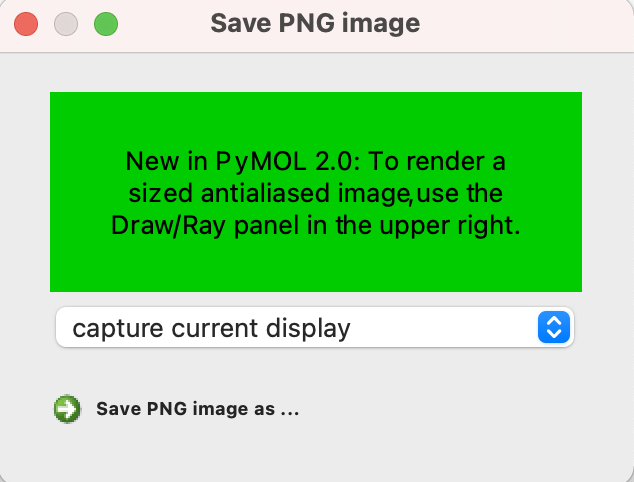 Save PNG image
New in PyMOL 2.0: To render a
sized antialiased image,use the
Draw/Ray panel in the upper right.
capture current display
Save PNG image as ...